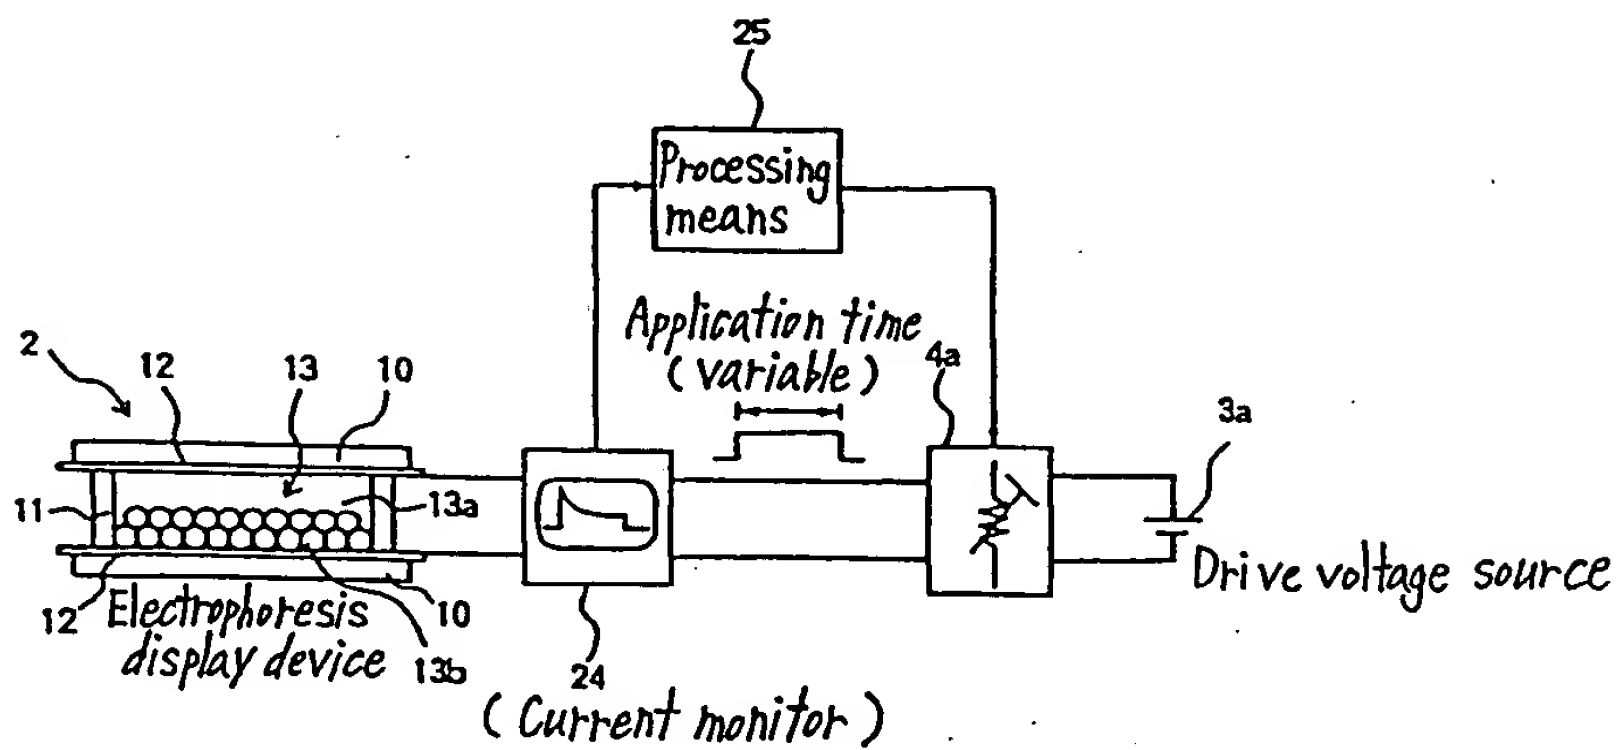 25
Processing
means
Application time
(variable)
4a
2
12
13
10
3a
11
13a
Drive voltage source
12
Electrophoresis
display device
10
13b
24
(Current monitor)